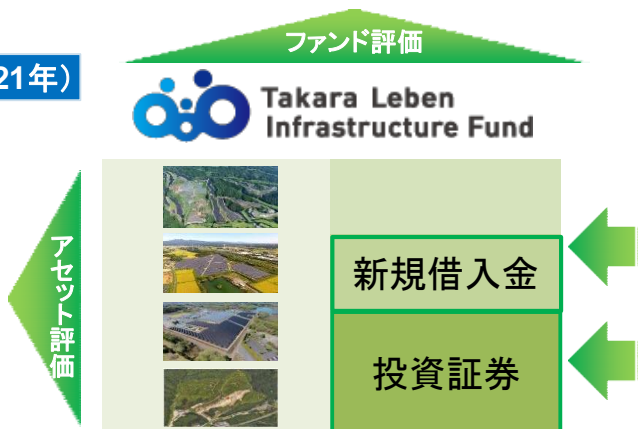 ファンド評価
21年）
Takara Leben
Infrastructure Fund
アセット評価
新規借入金
投資証券